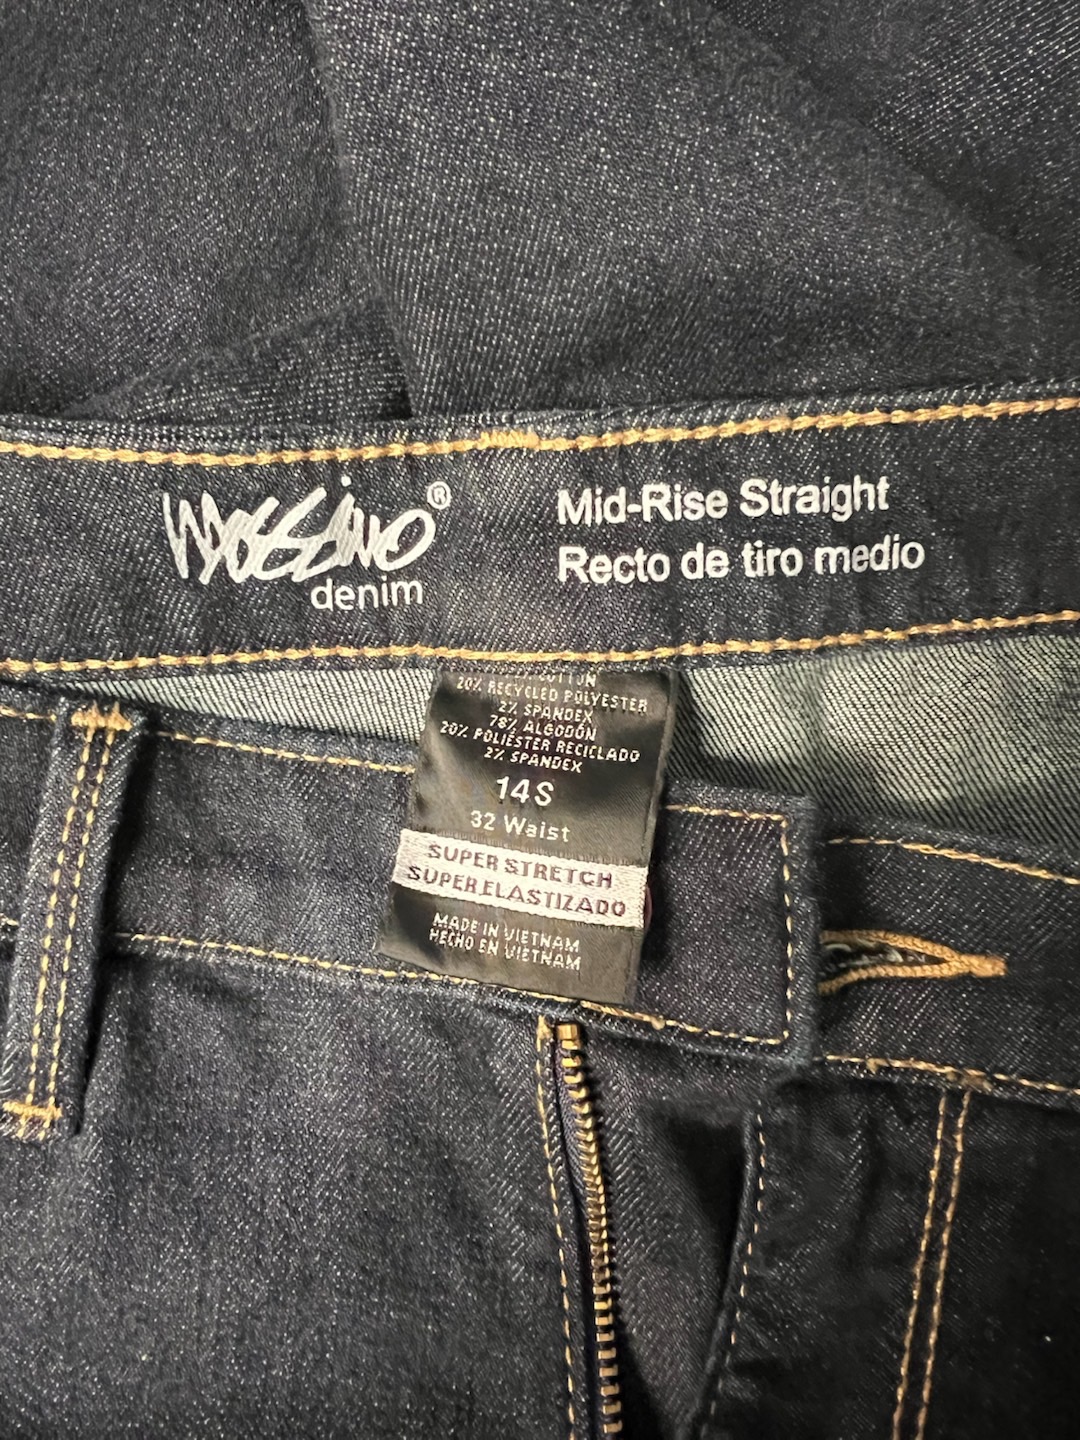 Mossimo®
denim
Mid-Rise Straight
Recto de tiro medio
COTTON
20% RECYCLED POLYESTER
2% SPANDEX
78% ALGODÓN
20% POLIÉSTER RECICLADO
2% SPANDEX
14S
32 Waist
SUPER STRETCH
SUPER ELASTIZADO
MADE IN VIETNAM
HECHO EN VIETNAM